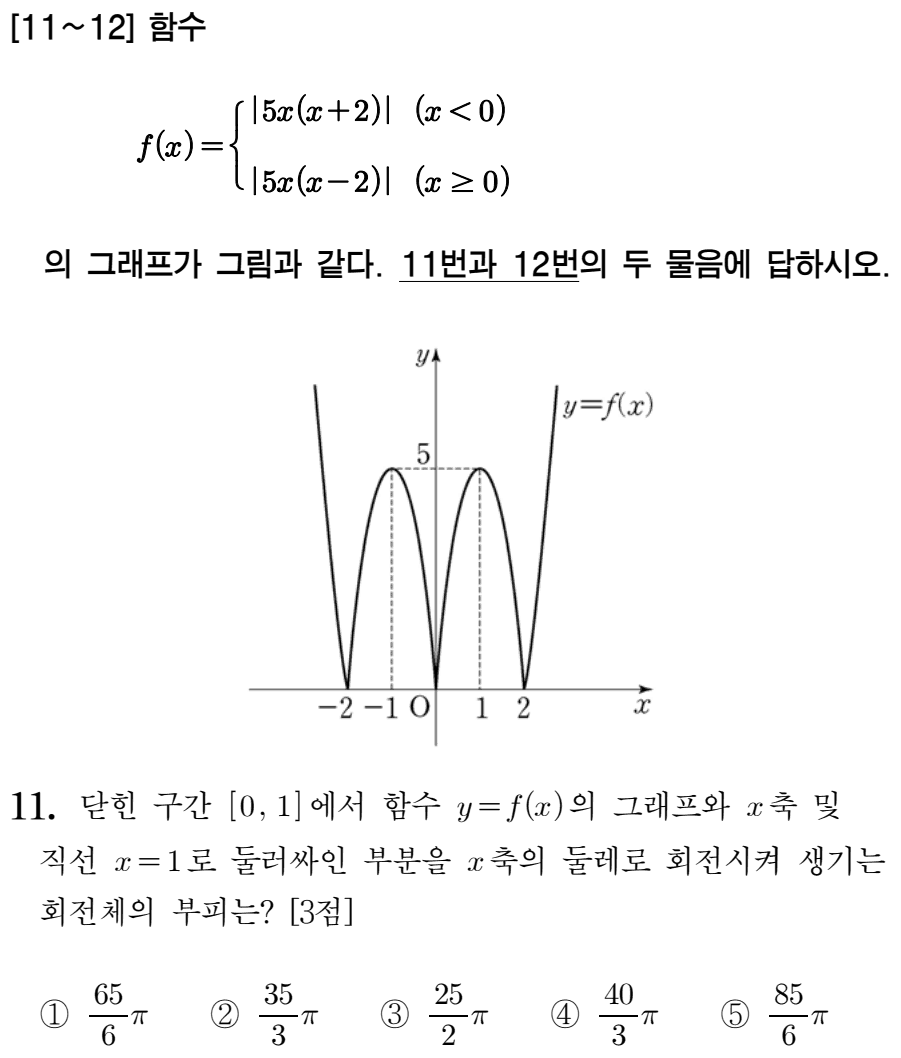 [11~12] 함수
f(x) = { |5x(x+2)| (x < 0)
|5x(x-2)| (x ≥ 0)
의 그래프가 그림과 같다. 11번과 12번의 두 물음에 답하시오.
y
y=f(x)
5
-2 -1 O 1 2 x
11. 닫힌 구간 [0, 1]에서 함수 y=f(x)의 그래프와 x축 및
직선 x=1로 둘러싸인 부분을 x축의 둘레로 회전시켜 생기는
회전체의 부피는? [3점]
① 65/6 π ② 35/3 π ③ 25/2 π ④ 40/3 π ⑤ 85/6 π